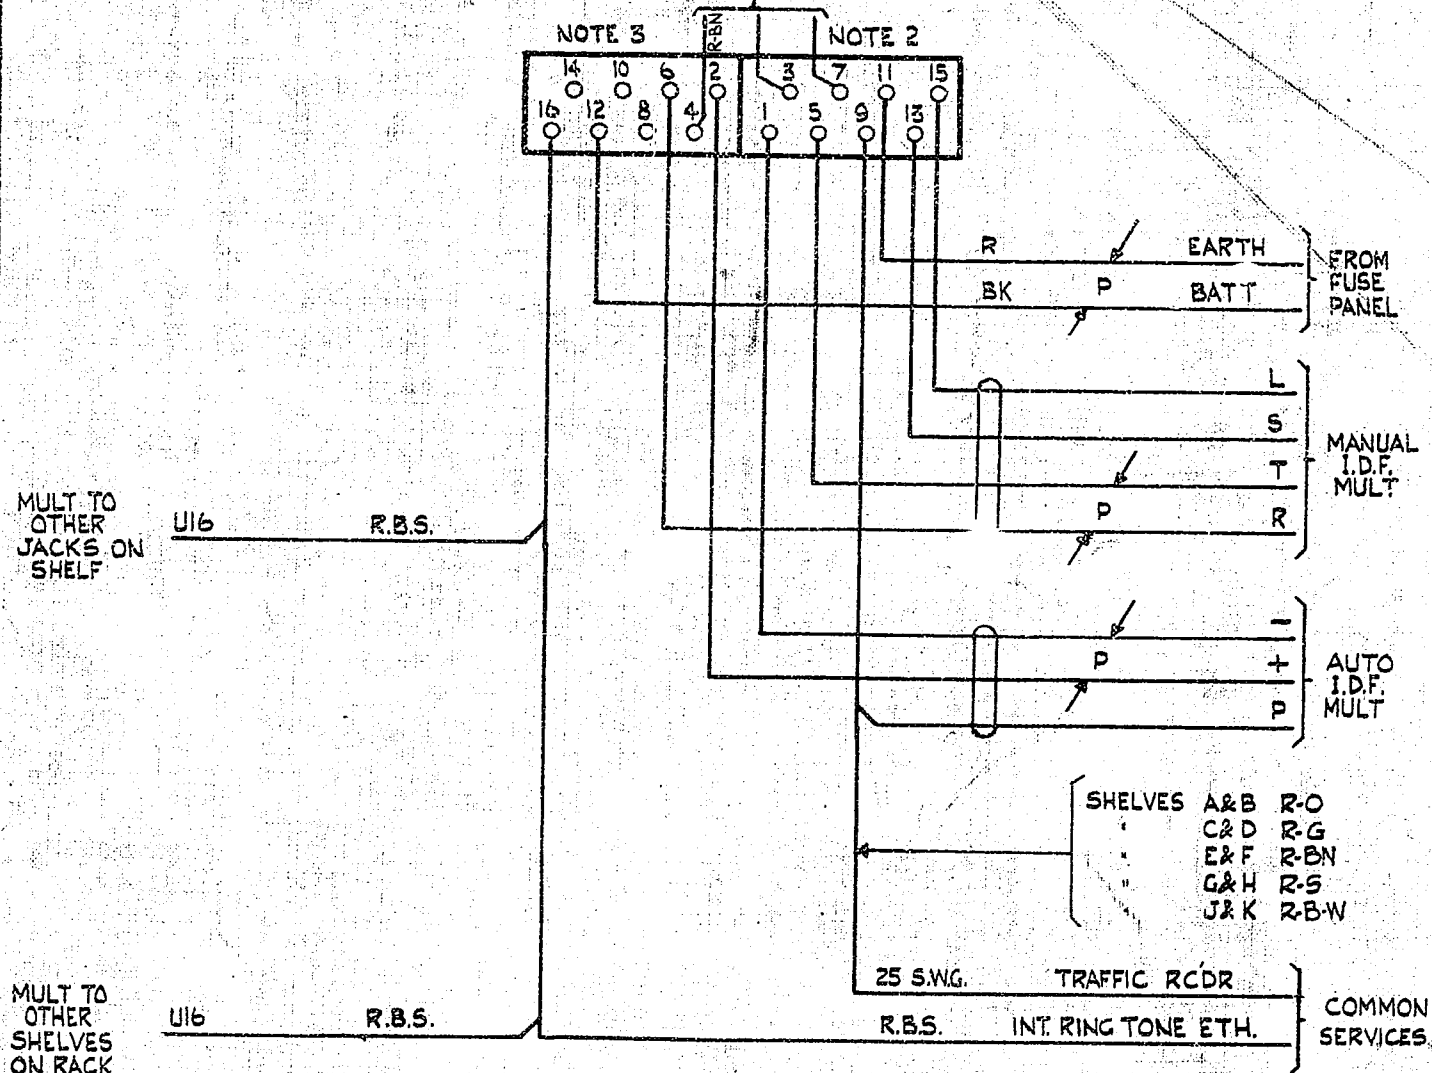 R-BN
NOTE 3
NOTE 2
14 10 6 2 3 7 11 15
16 12 8 4 1 5 9 13
R EARTH
BK P BATT
FROM
FUSE
PANEL
L
S
T
P R
MANUAL
I.D.F.
MULT
MULT TO
OTHER
JACKS ON
SHELF
U16 R.B.S.
-
P +
P
AUTO
I.D.F.
MULT
SHELVES A&B R-O
" C&D R-G
" E&F R-BN
" G&H R-S
" J&K R-B-W
25 S.W.G. TRAFFIC RCDR
R.B.S. INT. RING TONE ETH.
COMMON
SERVICES
MULT TO
OTHER
SHELVES
ON RACK
U16 R.B.S.